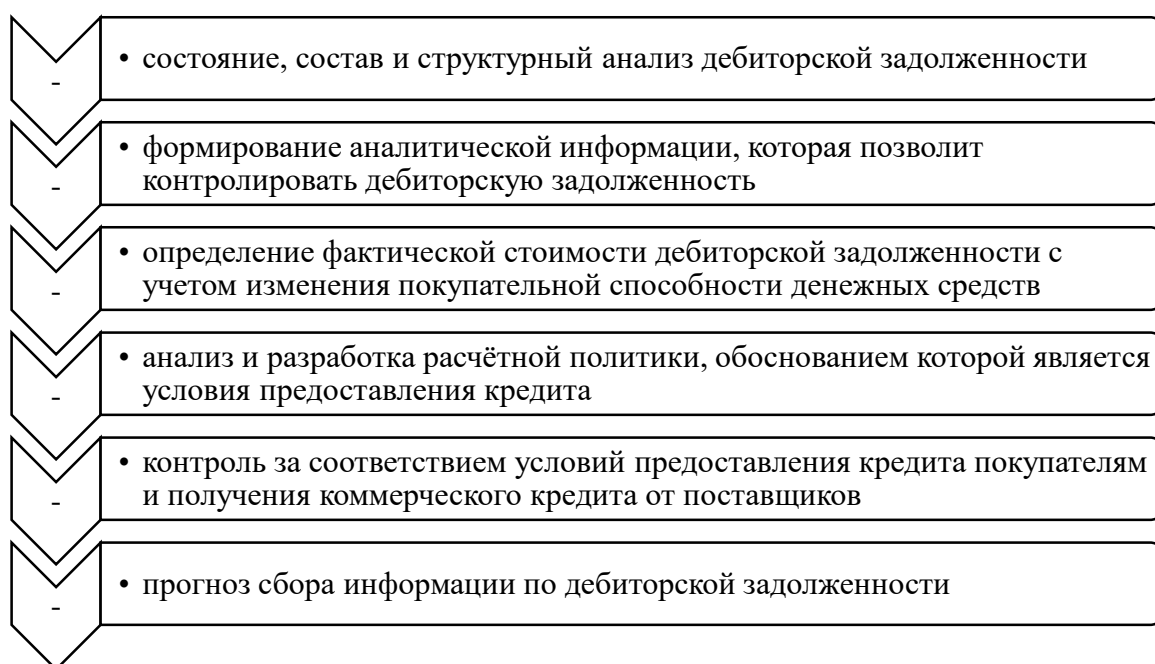 -
• состояние, состав и структурный анализ дебиторской задолженности
-
• формирование аналитической информации, которая позволит
контролировать дебиторскую задолженность
-
• определение фактической стоимости дебиторской задолженности с
учетом изменения покупательной способности денежных средств
-
• анализ и разработка расчётной политики, обоснованием которой является
условия предоставления кредита
-
• контроль за соответствием условий предоставления кредита покупателям
и получения коммерческого кредита от поставщиков
-
• прогноз сбора информации по дебиторской задолженности